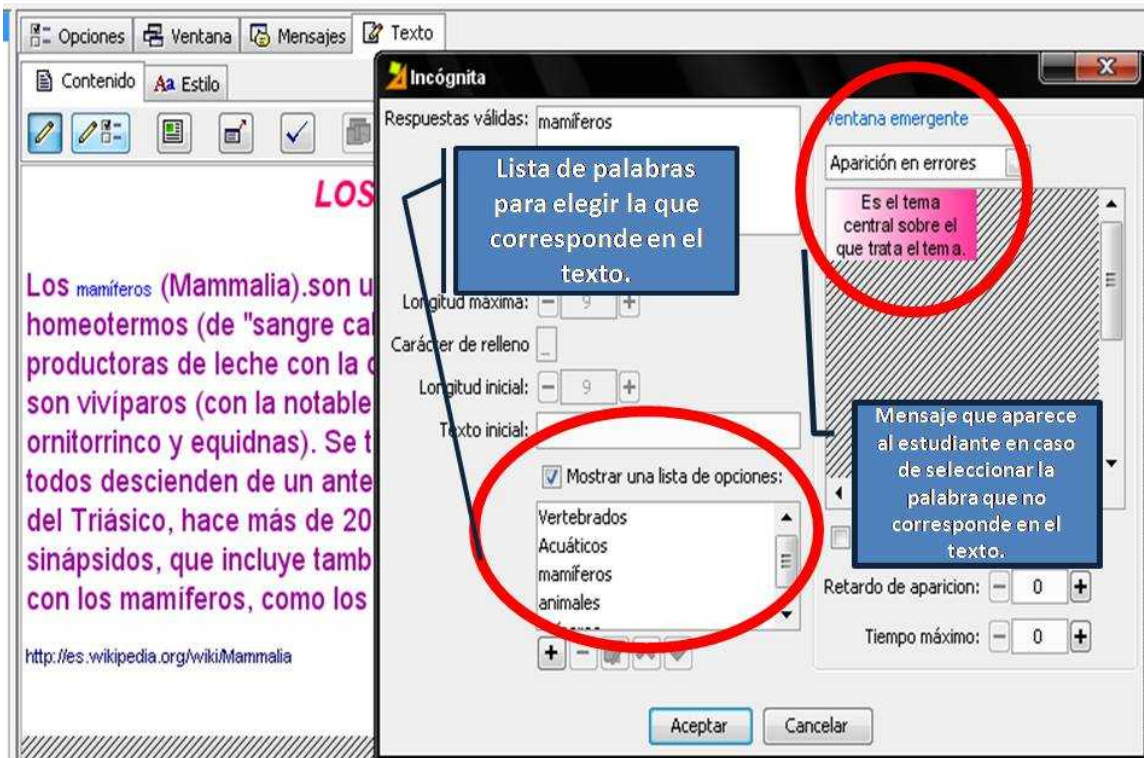 Opciones Ventana Mensajes Texto
Contenido Aa Estilo
LOS
Los mamíferos (Mammalia).son u
homeotermos (de "sangre cal
productoras de leche con la
son vivíparos (con la notable
ornitorrinco y equidnas). Se t
todos descienden de un ante
del Triásico, hace más de 20
sinápsidos, que incluye tamb
con los mamíferos, como los
http://es.wikipedia.org/wiki/Mammalia
Incógnita
X
Respuestas válidas: mamíferos
Lista de palabras
para elegir la que
corresponde en el
texto.
Longitud máxima: - 9 +
Carácter de relleno _
Longitud inicial: - 9 +
Texto inicial:
Mostrar una lista de opciones:
Vertebrados
Acuáticos
mamíferos
animales
Ventana emergente
Aparición en errores
Es el tema
central sobre el
que trata el tema.
Mensaje que aparece
al estudiante en caso
de seleccionar la
palabra que no
corresponde en el
texto.
Retardo de aparicion: - 0 +
Tiempo máximo: - 0 +
Aceptar Cancelar